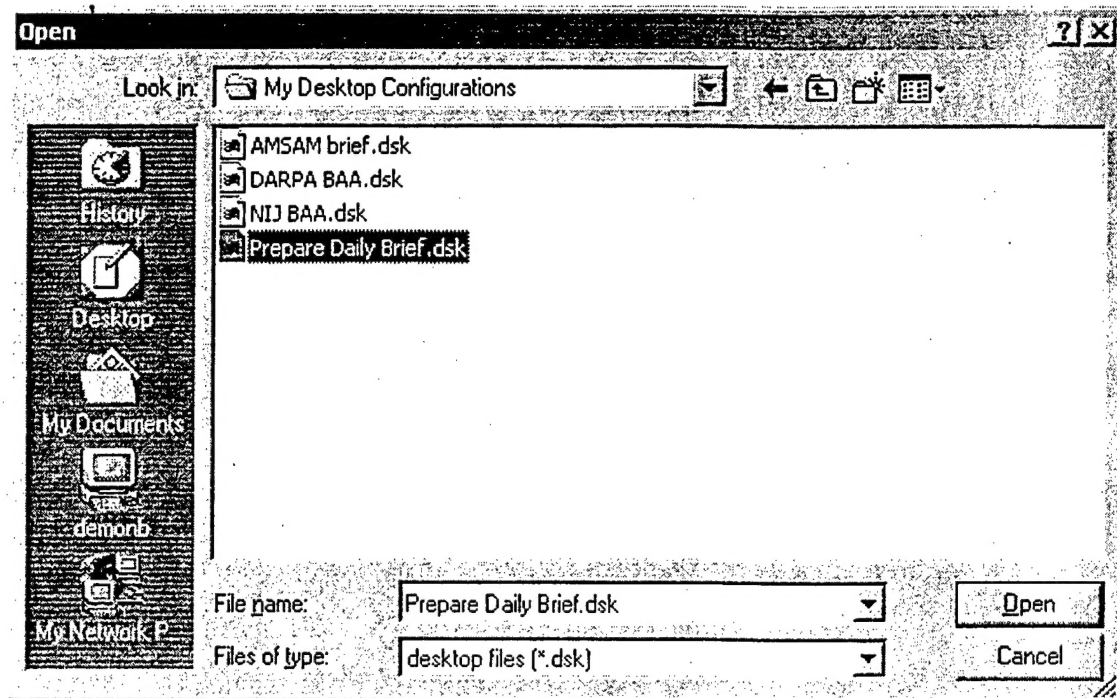 Open
Look in:
My Desktop Configurations
AMSAM brief.dsk
DARPA BAA.dsk
NIJ BAA.dsk
Prepare Daily Brief.dsk
History
Desktop
My Documents
demonb
My Network P...
File name:
Prepare Daily Brief.dsk
Open
Files of type:
desktop files (*.dsk)
Cancel